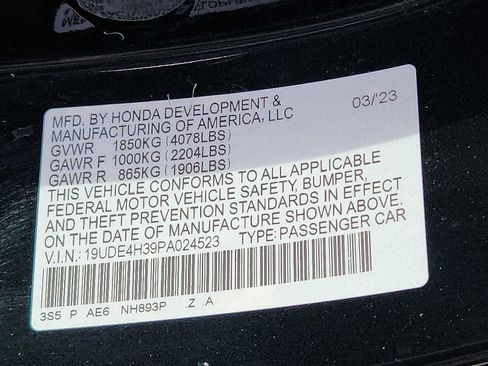 MFD. BY HONDA DEVELOPMENT & 03/'23
MANUFACTURING OF AMERICA, LLC
GVWR 1850KG (4078LBS)
GAWR F 1000KG (2204LBS)
GAWR R 865KG (1906LBS)
THIS VEHICLE CONFORMS TO ALL APPLICABLE
FEDERAL MOTOR VEHICLE SAFETY, BUMPER,
AND THEFT PREVENTION STANDARDS IN EFFECT
ON THE DATE OF MANUFACTURE SHOWN ABOVE.
V.I.N.:19UDE4H39PA024523 TYPE:PASSENGER CAR
3S5 P AE6 NH893P .Z .A